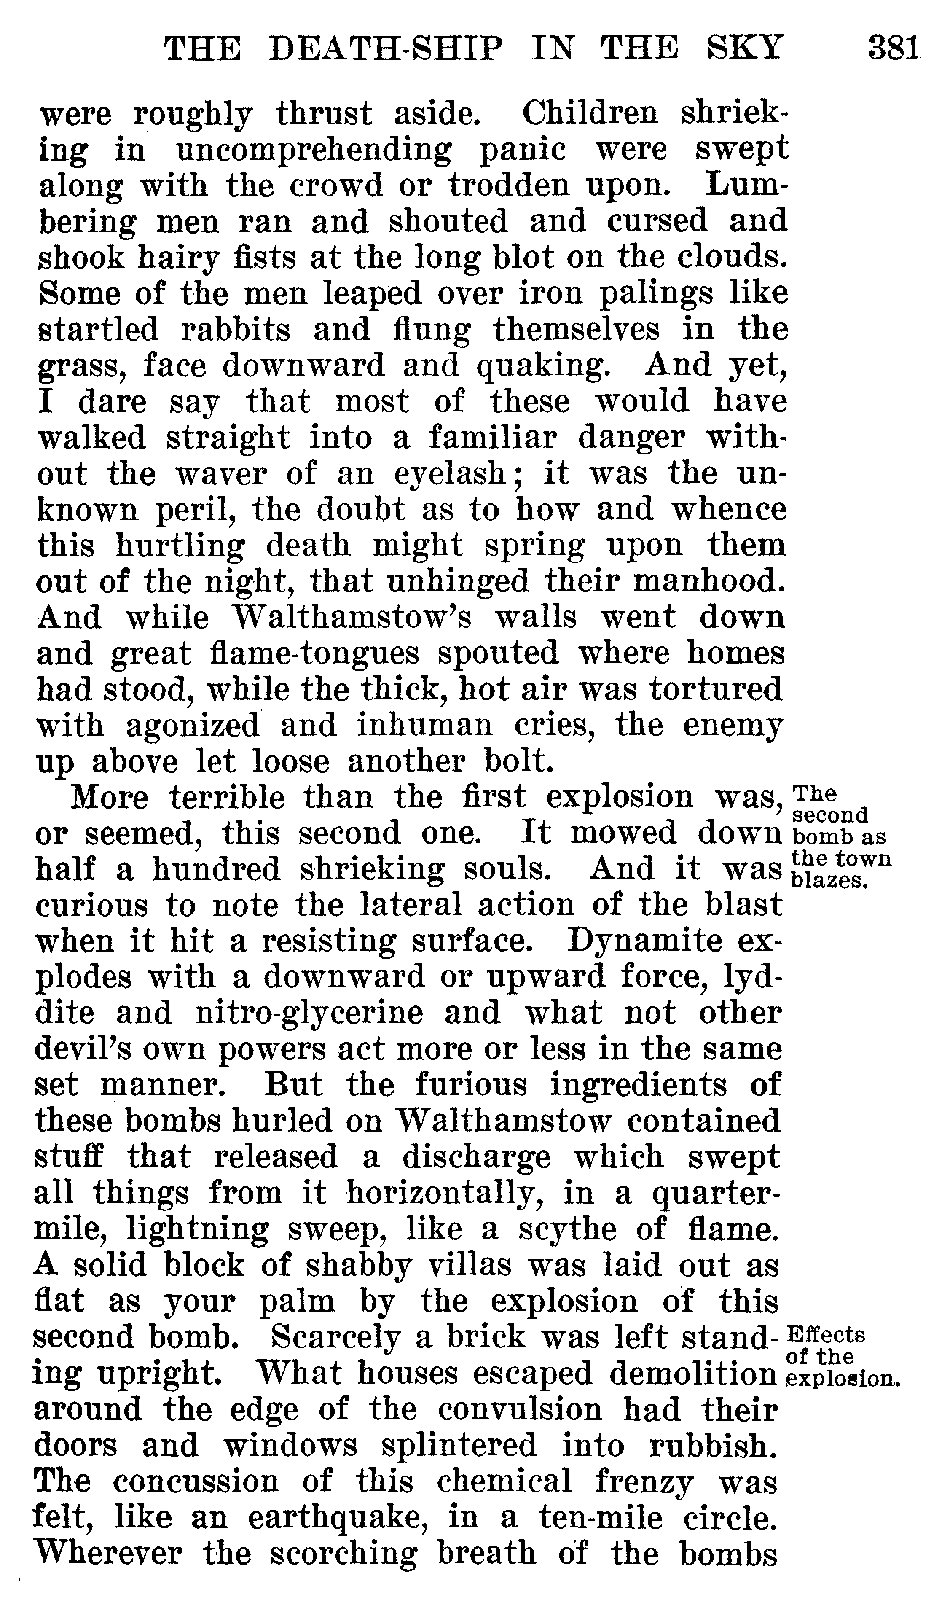 THE DEATH-SHIP IN THE SKY 381
were roughly thrust aside. Children shriek-
ing in uncomprehending panic were swept
along with the crowd or trodden upon. Lum-
bering men ran and shouted and cursed and
shook hairy fists at the long blot on the clouds.
Some of the men leaped over iron palings like
startled rabbits and flung themselves in the
grass, face downward and quaking. And yet,
I dare say that most of these would have
walked straight into a familiar danger with-
out the waver of an eyelash; it was the un-
known peril, the doubt as to how and whence
this hurtling death might spring upon them
out of the night, that unhinged their manhood.
And while Walthamstow's walls went down
and great flame-tongues spouted where homes
had stood, while the thick, hot air was tortured
with agonized and inhuman cries, the enemy
up above let loose another bolt.
More terrible than the first explosion was,
or seemed, this second one. It mowed down
half a hundred shrieking souls. And it was
curious to note the lateral action of the blast
when it hit a resisting surface. Dynamite ex-
plodes with a downward or upward force, lyd-
dite and nitro-glycerine and what not other
devil's own powers act more or less in the same
set manner. But the furious ingredients of
these bombs hurled on Walthamstow contained
stuff that released a discharge which swept
all things from it horizontally, in a quarter-
mile, lightning sweep, like a scythe of flame.
A solid block of shabby villas was laid out as
flat as your palm by the explosion of this
second bomb. Scarcely a brick was left stand-
ing upright. What houses escaped demolition
around the edge of the convulsion had their
doors and windows splintered into rubbish.
The concussion of this chemical frenzy was
felt, like an earthquake, in a ten-mile circle.
Wherever the scorching breath of the bombs
The
second
bomb as
the town
blazes.
Effects
of the
explosion.